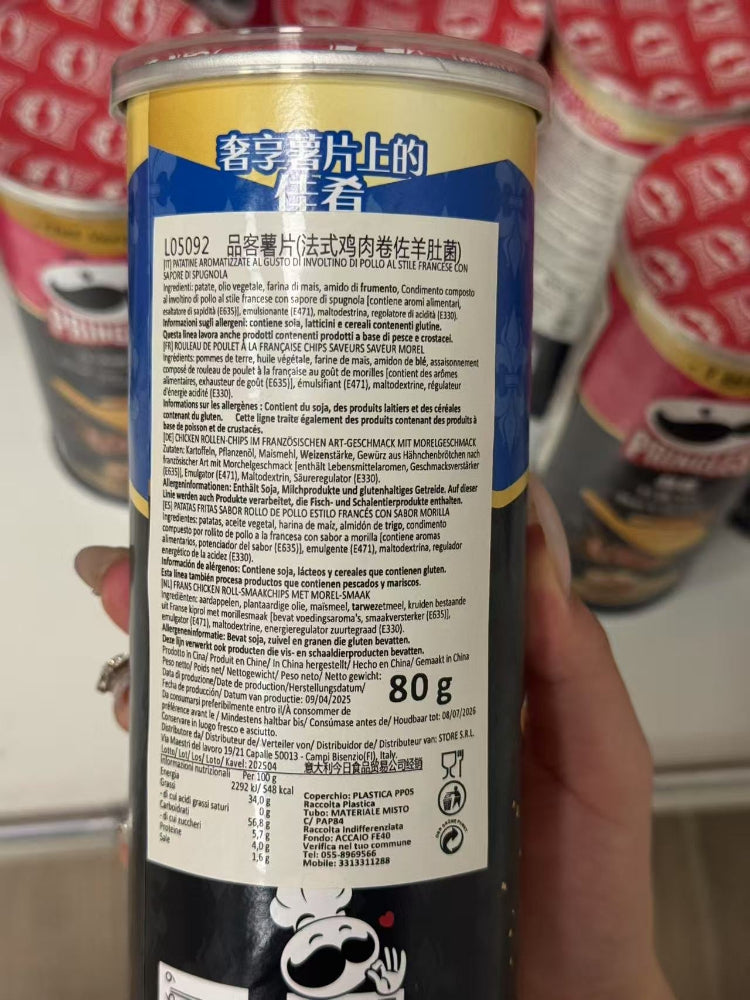 奢享薯片上的
佳肴
L05092 品客薯片(法式鸡肉卷佐羊肚菌)
[IT] PATATINE AROMATIZZATE AL GUSTO DI INVOLTINO DI POLLO AL STILE FRANCESE CON
SAPORE DI SPUGNOLA
Ingredienti: patate, olio vegetale, farina di mais, amido di frumento, Condimento composto
al involtino di pollo al stile francese con sapore di spugnola [contiene aromi alimentari,
esaltatore di sapidità (E635)], emulsionante (E471), maltodestrina, regolatore di acidità (E330).
Informazioni sugli allergeni: contiene soia, latticini e cereali contenenti glutine.
Questa linea lavora anche prodotti contenenti prodotti a base di pesce e crostacei.
[FR] ROULEAU DE POULET À LA FRANÇAISE CHIPS SAVEURS SAVEUR MOREL
Ingrédients: pommes de terre, huile végétale, farine de maïs, amidon de blé, assaisonnement
composé de rouleau de poulet à la française au goût de morilles [contient des arômes
alimentaires, exhausteur de goût (E635)], émulsifiant (E471), maltodextrine, régulateur
d'énergie acidité (E330).
Informations sur les allergènes : Contient du soja, des produits laitiers et des céréales
contenant du gluten. Cette ligne traite également des produits contenant des produits à
base de poisson et de crustacés.
[DE] CHICKEN ROLLEN-CHIPS IM FRANZÖSISCHEN ART-GESCHMACK MIT MORELGESCHMACK
Zutaten: Kartoffeln, Pflanzenöl, Maismehl, Weizenstärke, Gewürz aus Hähnchenbrötchen nach
französischer Art mit Morchelgeschmack [enthält Lebensmittelaromen, Geschmacksverstärker
(E635)], Emulgator (E471), Maltodextrin, Säureregulator (E330).
Allergeninformationen: Enthält Soja, Milchprodukte und glutenhaltiges Getreide. Auf dieser
Linie werden auch Produkte verarbeitet, die Fisch- und Schalentierprodukte enthalten.
[ES] PATATAS FRITAS SABOR ROLLO DE POLLO ESTILO FRANCÉS CON SABOR MORILLA
Ingredientes: patatas, aceite vegetal, harina de maíz, almidón de trigo, condimento
compuesto por rollito de pollo a la francesa con sabor a morilla [contiene aromas
alimentarios, potenciador del sabor (E635)], emulgente (E471), maltodextrina, regulador
energético de la acidez (E330).
Información de alérgenos: Contiene soja, lácteos y cereales que contienen gluten.
Esta línea también procesa productos que contienen pescados y mariscos.
[NL] FRANS CHICKEN ROLL-SMAAKCHIPS MET MOREL-SMAAK
Ingrediënten: aardappelen, plantaardige olie, maïsmeel, tarwezetmeel, kruiden bestaande
uit Franse kiprol met morillesmaak [bevat voedingsaroma's, smaakversterker (E635)],
emulgator (E471), maltodextrine, energieregulator zuurtegraad (E330).
Allergeneninformatie: Bevat soja, zuivel en granen die gluten bevatten.
Deze lijn verwerkt ook producten die vis- en schaaldierproducten bevatten.
Prodotto in Cina/ Produit en Chine/ In China hergestellt/ Hecho en China/ Gemaakt in China
Peso netto/ Poids net/ Nettogewicht/ Peso neto/ Netto gewicht: 80 g
Data di produzione/Date de production/Herstellungsdatum/
Fecha de producción/ Datum van productie: 09/04/2025
Da consumarsi preferibilmente entro il/À consommer de
préférence avant le / Mindestens haltbar bis/ Consúmase antes de/ Houdbaar tot: 08/07/2026
Conservare in luogo fresco e asciutto.
Distributore da/ Distributeur de/ Verteiler von/ Distribuidor de/ Distributeur van: STORE S.R.L.
Via Maestri del lavoro 19/21 Capalle 50013 - Campi Bisenzio(FI), Italy.
Lotto/ Lot/ Los/ Loto/ Kavel: 202504 意大利今日食品贸易公司经销
Informazioni nutrizionali Per 100 g
Energia 2292 kJ/ 548 kcal
Grassi 34,0 g
- di cui acidi grassi saturi 0 g
Carboidrati 56,8 g
- di cui zuccheri 5,7 g
Proteine 4,0 g
Sale 1,6 g
Coperchio: PLASTICA PP05
Raccolta Plastica
Tubo: MATERIALE MISTO
C/ PAP84
Raccolta Indifferenziata
Fondo: ACCAIO FE40
Verifica nel tuo comune
Tel: 055-8969566
Mobile: 3313311288